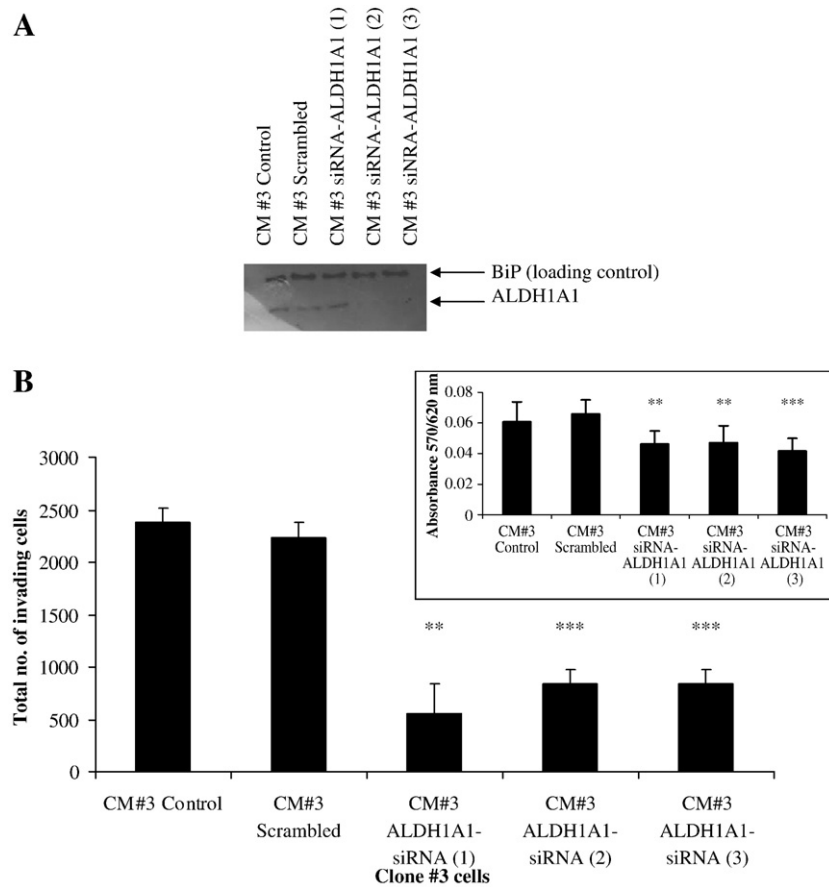 A
CM #3 Control
CM #3 Scrambled
CM #3 siRNA-ALDH1A1 (1)
CM #3 siRNA-ALDH1A1 (2)
CM #3 siNRA-ALDH1A1 (3)
BiP (loading control)
ALDH1A1
B
Absorbance 570/620 nm
0.08
0.06
0.04
0.02
0
**
**
***
CM#3
Control
CM#3
Scrambled
CM#3
siRNA-
ALDH1A1
(1)
CM#3
siRNA-
ALDH1A1
(2)
CM#3
siRNA-
ALDH1A1
(3)
Total no. of invading cells
3000
2500
2000
1500
1000
500
0
**
***
***
CM#3 Control
CM#3
Scrambled
CM#3
ALDH1A1-
siRNA (1)
CM#3
ALDH1A1-
siRNA (2)
CM#3
ALDH1A1-
siRNA (3)
Clone #3 cells